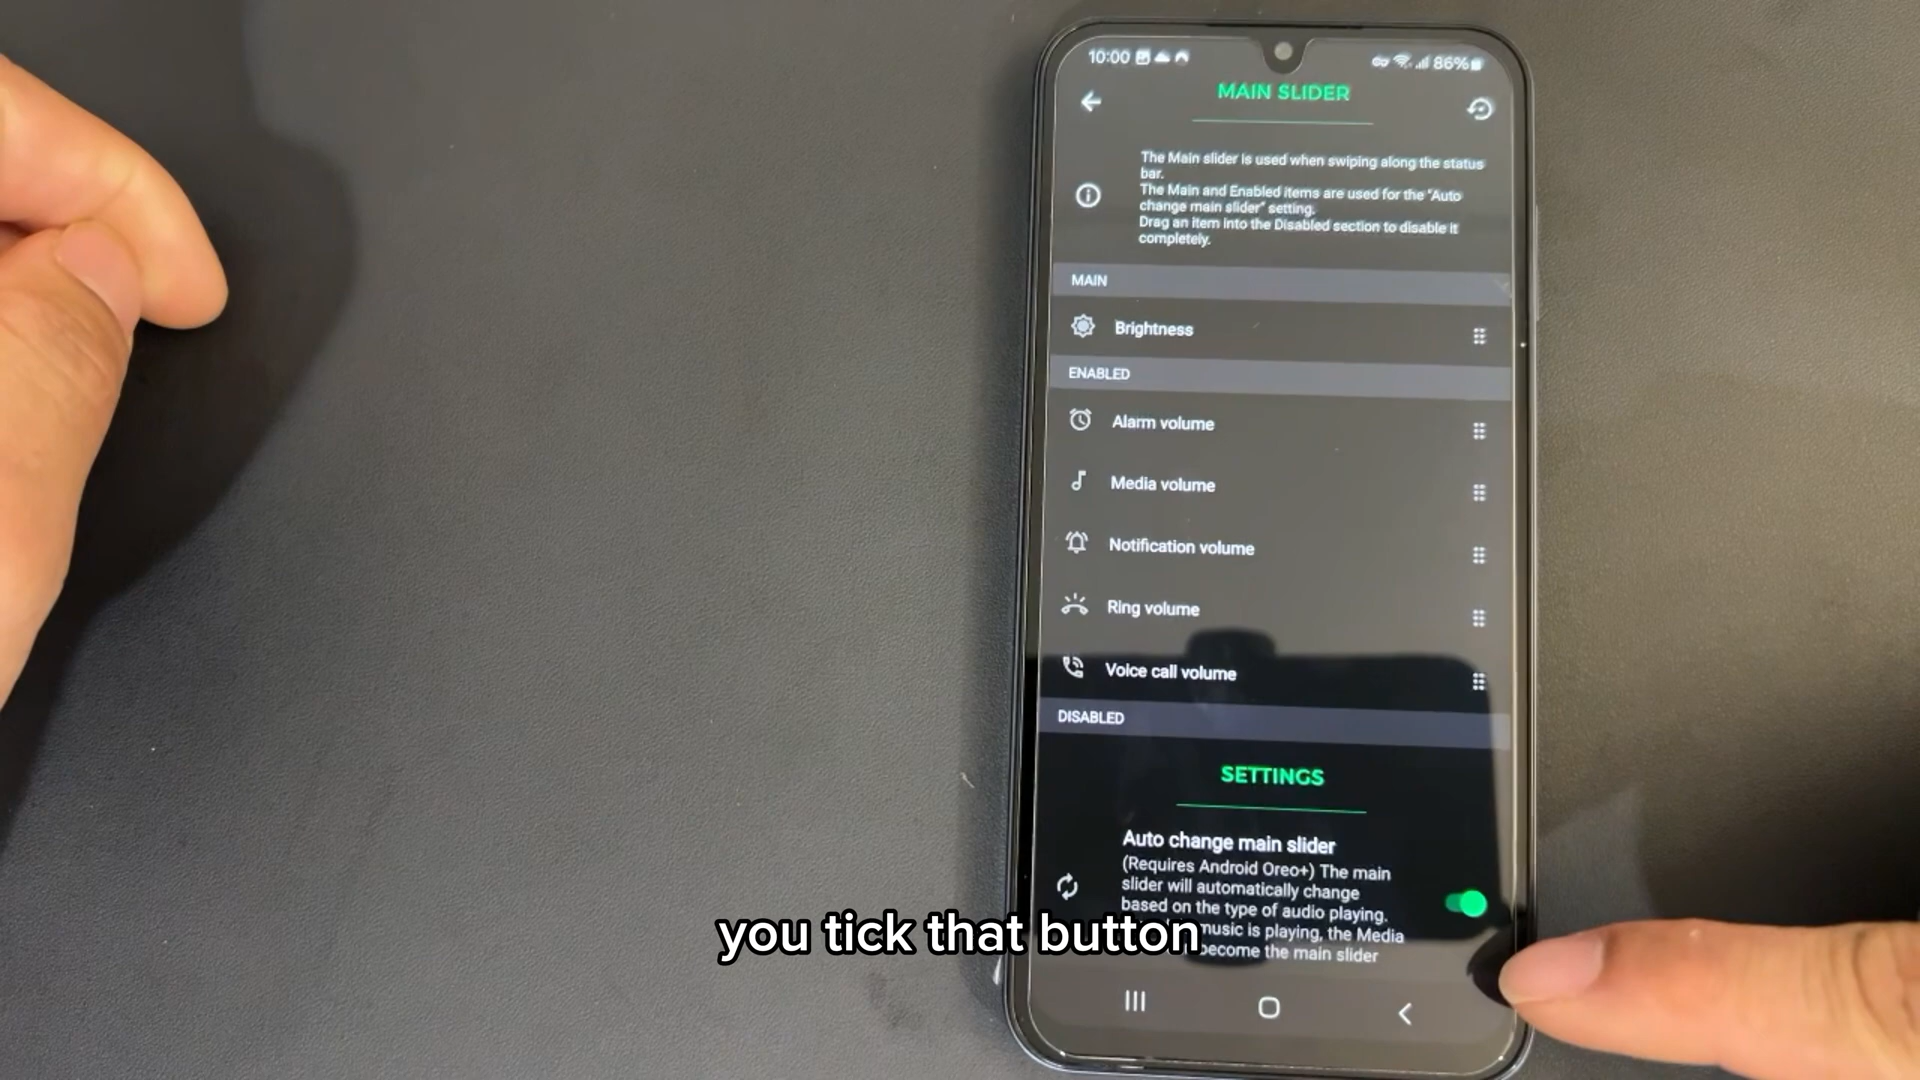 10:00
86%
MAIN SLIDER
The Main slider is used when swiping along the status
bar.
The Main and Enabled items are used for the "Auto
change main slider" setting.
Drag an item into the Disabled section to disable it
completely.
MAIN
Brightness
ENABLED
Alarm volume
Media volume
Notification volume
Ring volume
Voice call volume
DISABLED
SETTINGS
Auto change main slider
(Requires Android Oreo+) The main
slider will automatically change
based on the type of audio playing.
music is playing, the Media
become the main slider
you tick that button